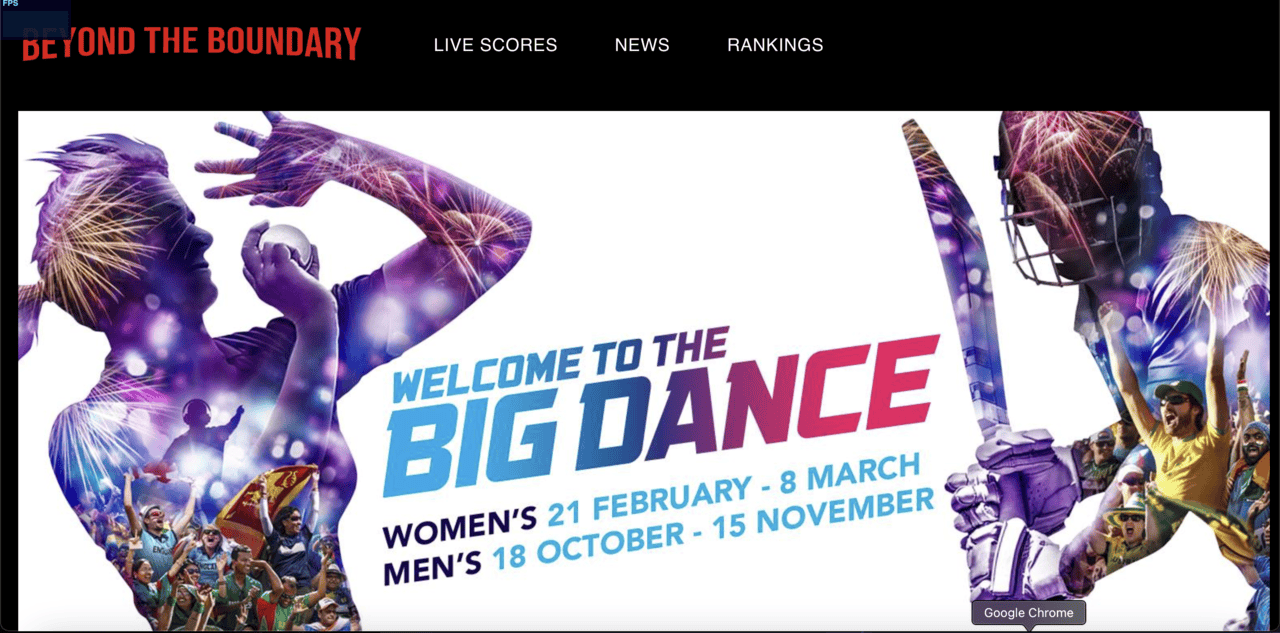 FPS
BEYOND THE BOUNDARY
LIVE SCORES
NEWS
RANKINGS
WELCOME TO THE
BIG DANCE
WOMEN'S 21 FEBRUARY - 8 MARCH
MEN'S 18 OCTOBER - 15 NOVEMBER
Google Chrome